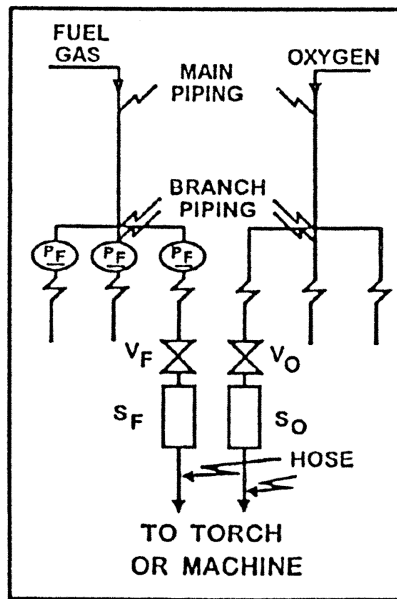 FUEL
GAS
OXYGEN
MAIN
PIPING
BRANCH
PIPING
PF PF PF
VF VO
SF SO
HOSE
TO TORCH
OR MACHINE